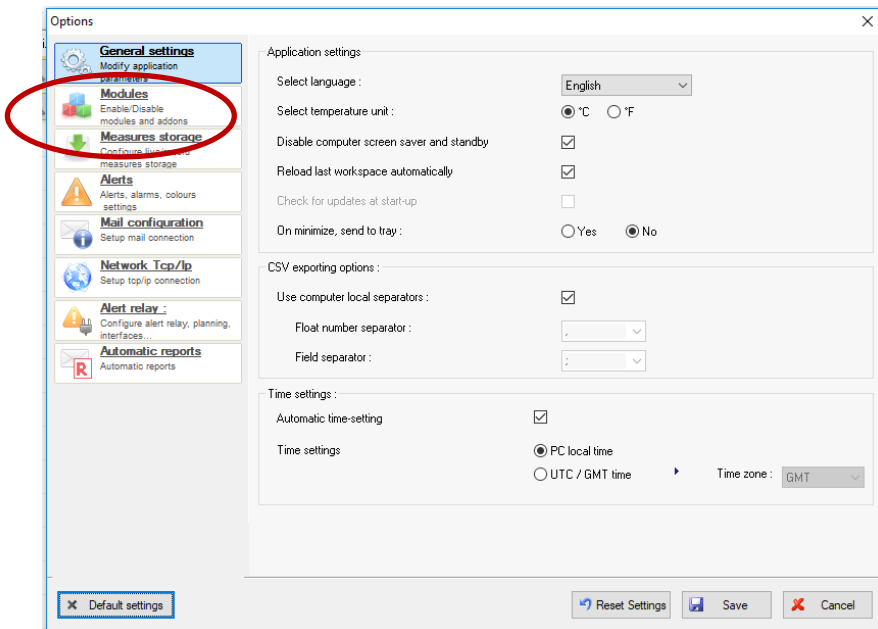 Options
General settings
Modify application
parameters
Modules
Enable/Disable
modules and addons
Measures storage
measures storage
Alerts
Alerts, alarms, colours
settings
Mail configuration
Setup mail connection
Network Tcp/Ip
Setup tcp/ip connection
Alert relay :
Configure alert relay, planning,
interfaces...
Automatic reports
Automatic reports
Application settings
Select language :
English
Select temperature unit :
°C °F
Disable computer screen saver and standby
Reload last workspace automatically
Check for updates at start-up
On minimize, send to tray :
Yes No
CSV exporting options :
Use computer local separators :
Float number separator :
,
Field separator :
;
Time settings :
Automatic time-setting
Time settings
PC local time
UTC / GMT time
Time zone :
GMT
Default settings
Reset Settings
Save
Cancel